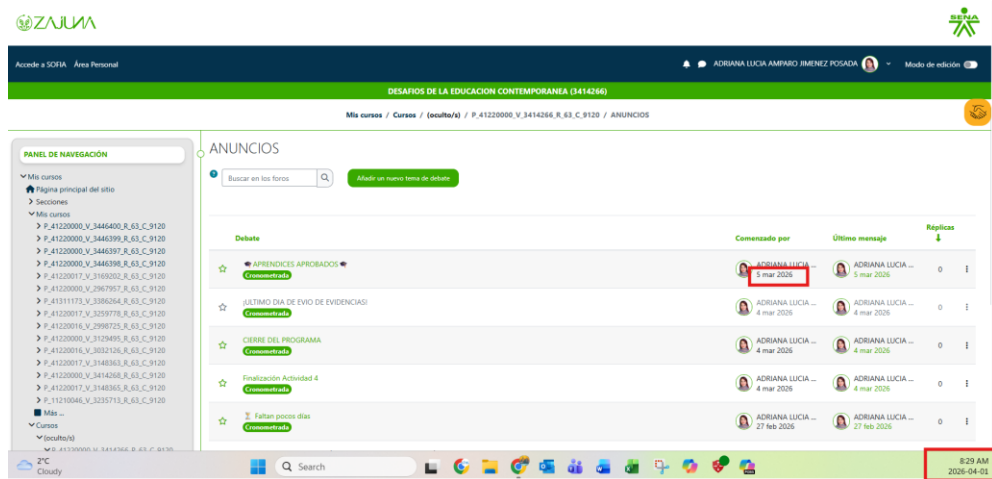 ZAJUNA
SENA
Accede a SOFIA Área Personal
ADRIANA LUCIA AMPARO JIMENEZ POSADA
Modo de edición
DESAFIOS DE LA EDUCACION CONTEMPORANEA (3414266)
Mis cursos / Cursos / (oculto/s) / P_41220000_V_3414266_R_63_C_9120 / ANUNCIOS
PANEL DE NAVEGACIÓN
Mis cursos
Página principal del sitio
Secciones
Mis cursos
P_41220000_V_3446400_R_63_C_9120
P_41220000_V_3446399_R_63_C_9120
P_41220000_V_3446397_R_63_C_9120
P_41220000_V_3446398_R_63_C_9120
P_41220017_V_3169202_R_63_C_9120
P_41220000_V_2967957_R_63_C_9120
P_41311173_V_3386264_R_63_C_9120
P_41220017_V_3259778_R_63_C_9120
P_41220016_V_2998725_R_63_C_9120
P_41220000_V_3129495_R_63_C_9120
P_41220016_V_3032126_R_63_C_9120
P_41220017_V_3148363_R_63_C_9120
P_41220000_V_3414268_R_63_C_9120
P_41220017_V_3148365_R_63_C_9120
P_11210046_V_3235713_R_63_C_9120
Más ...
Cursos
(oculto/s)
P_41220000_V_3414266_R_63_C_9120
ANUNCIOS
Buscar en los foros
Añadir un nuevo tema de debate
Debate Comenzado por Último mensaje Réplicas
APRENDICES APROBADOS ADRIANA LUCIA ... ADRIANA LUCIA ... 0
Cronometrada 5 mar 2026 5 mar 2026
¡ULTIMO DIA DE EVIO DE EVIDENCIAS! ADRIANA LUCIA ... ADRIANA LUCIA ... 0
Cronometrada 4 mar 2026 4 mar 2026
CIERRE DEL PROGRAMA ADRIANA LUCIA ... ADRIANA LUCIA ... 0
Cronometrada 4 mar 2026 4 mar 2026
Finalización Actividad 4 ADRIANA LUCIA ... ADRIANA LUCIA ... 0
Cronometrada 4 mar 2026 4 mar 2026
Faltan pocos días ADRIANA LUCIA ... ADRIANA LUCIA ... 0
Cronometrada 27 feb 2026 27 feb 2026
2°C
Cloudy
Search
8:29 AM
2026-04-01